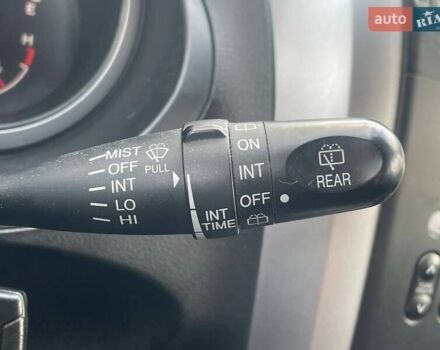 auto RIA
E
H
MIST
OFF
PULL
INT
LO
HI
INT
TIME
ON
INT
OFF
REAR